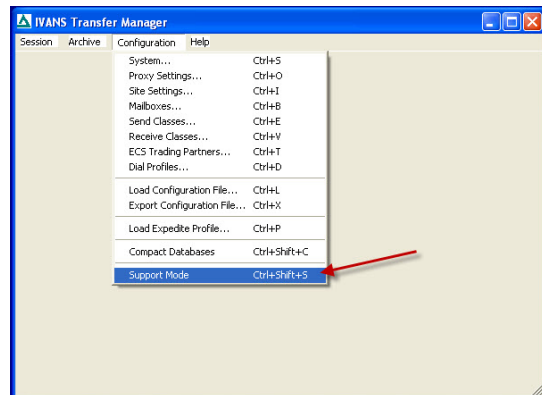 IVANS Transfer Manager
Session Archive Configuration Help
System... Ctrl+S
Proxy Settings... Ctrl+O
Site Settings... Ctrl+I
Mailboxes... Ctrl+B
Send Classes... Ctrl+E
Receive Classes... Ctrl+V
ECS Trading Partners... Ctrl+T
Dial Profiles... Ctrl+D
Load Configuration File... Ctrl+L
Export Configuration File... Ctrl+X
Load Expedite Profile... Ctrl+P
Compact Databases Ctrl+Shift+C
Support Mode Ctrl+Shift+S